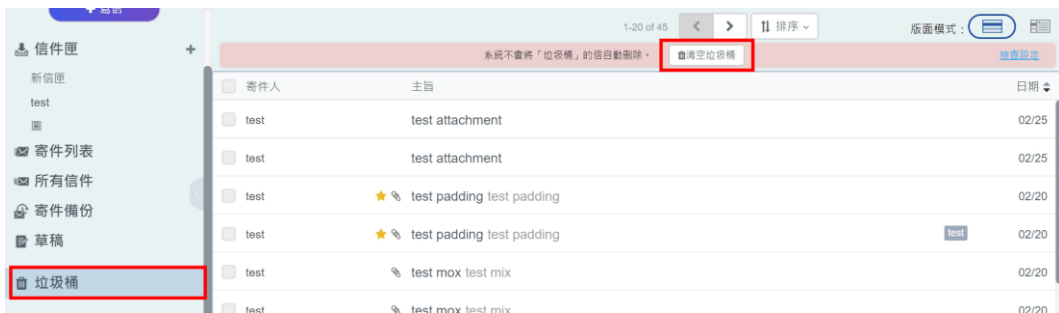 + 寫信
1-20 of 45
排序
版面模式：
信件匣 +
系統不會將「垃圾桶」的信自動刪除。 清空垃圾桶 檢查設定
新信匣
寄件人 主旨 日期
test
test test attachment 02/25
圖
寄件列表
test test attachment 02/25
所有信件
test test padding test padding 02/20
寄件備份
草稿
test test padding test padding test 02/20
垃圾桶
test test mox test mix 02/20
test test mox test mix 02/20